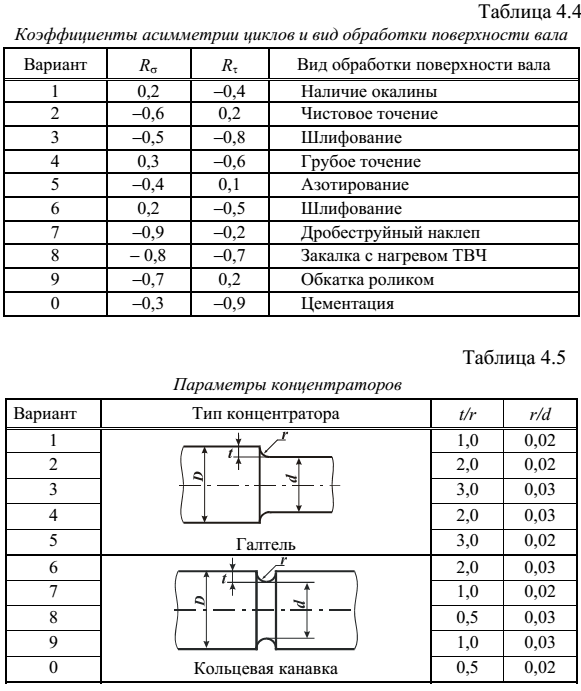 Таблица 4.4
Коэффициенты асимметрии циклов и вид обработки поверхности вала
Вариант Rσ Rτ Вид обработки поверхности вала
1 0,2 –0,4 Наличие окалины
2 –0,6 0,2 Чистовое точение
3 –0,5 –0,8 Шлифование
4 0,3 –0,6 Грубое точение
5 –0,4 0,1 Азотирование
6 0,2 –0,5 Шлифование
7 –0,9 –0,2 Дробеструйный наклеп
8 – 0,8 –0,7 Закалка с нагревом ТВЧ
9 –0,7 0,2 Обкатка роликом
0 –0,3 –0,9 Цементация
Таблица 4.5
Параметры концентраторов
Вариант Тип концентратора t/r r/d
1 1,0 0,02
2 2,0 0,02
3 3,0 0,03
4 2,0 0,03
5 3,0 0,02
t r D d
Галтель
6 2,0 0,03
7 1,0 0,02
8 0,5 0,03
9 1,0 0,03
0 0,5 0,02
t r D d
Кольцевая канавка